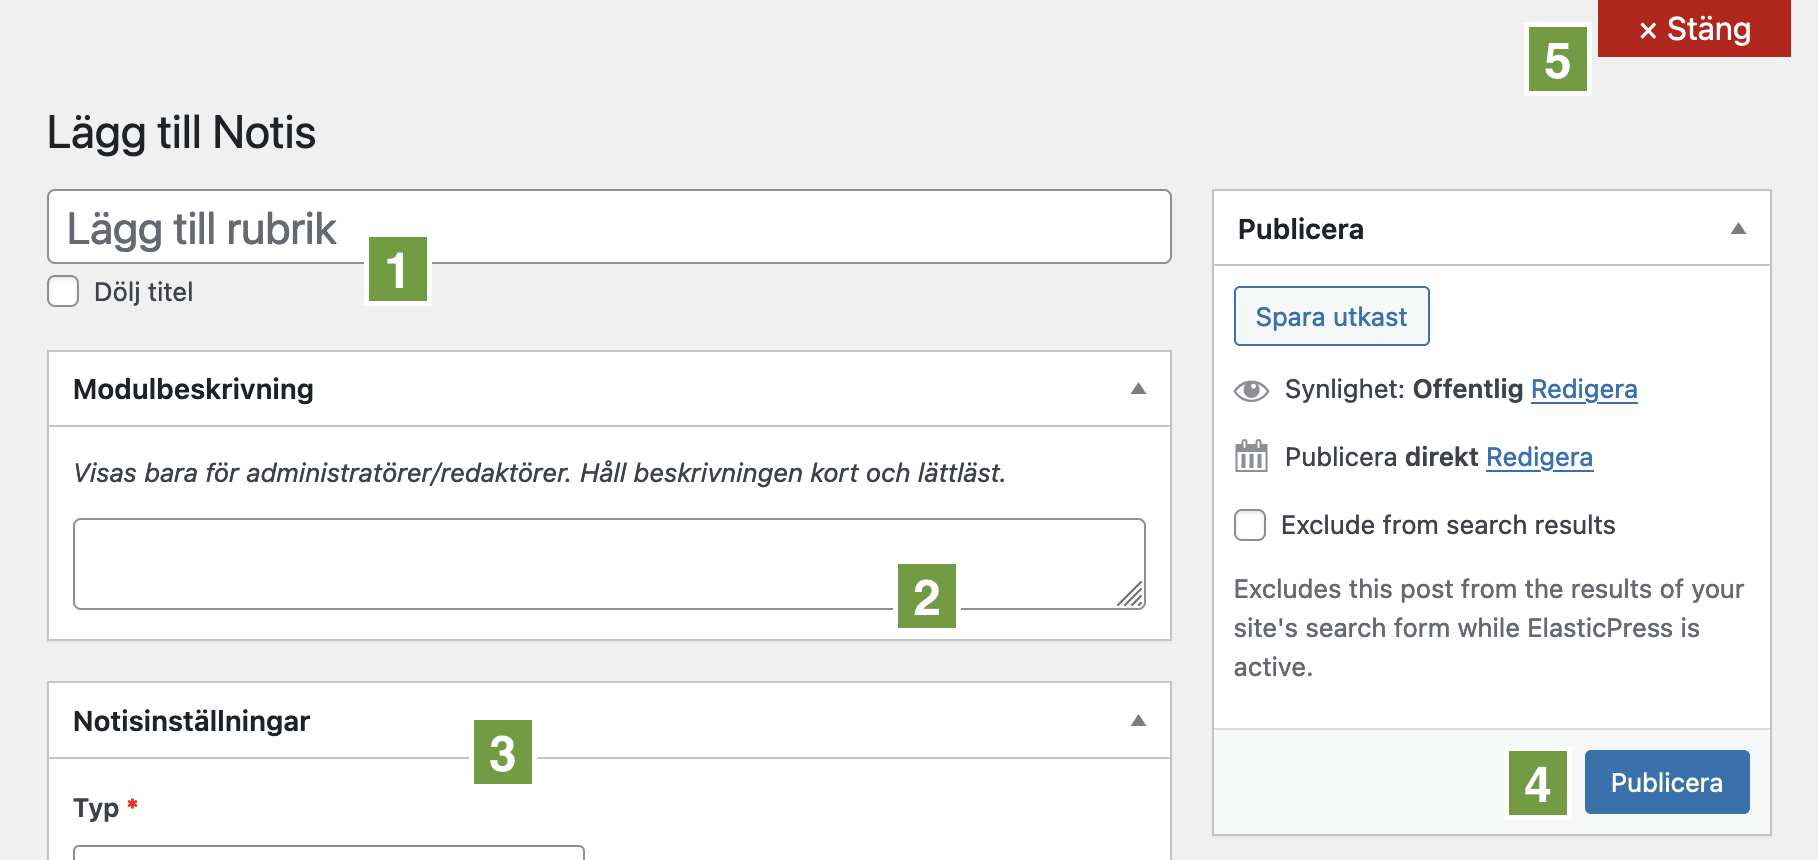 × Stäng
5
Lägg till Notis
Lägg till rubrik
1
Dölj titel
Modulbeskrivning
Visas bara för administratörer/redaktörer. Håll beskrivningen kort och lättläst.
2
Notisinställningar
3
Typ *
Publicera
Spara utkast
Synlighet: Offentlig Redigera
Publicera direkt Redigera
Exclude from search results
Excludes this post from the results of your
site's search form while ElasticPress is
active.
4
Publicera